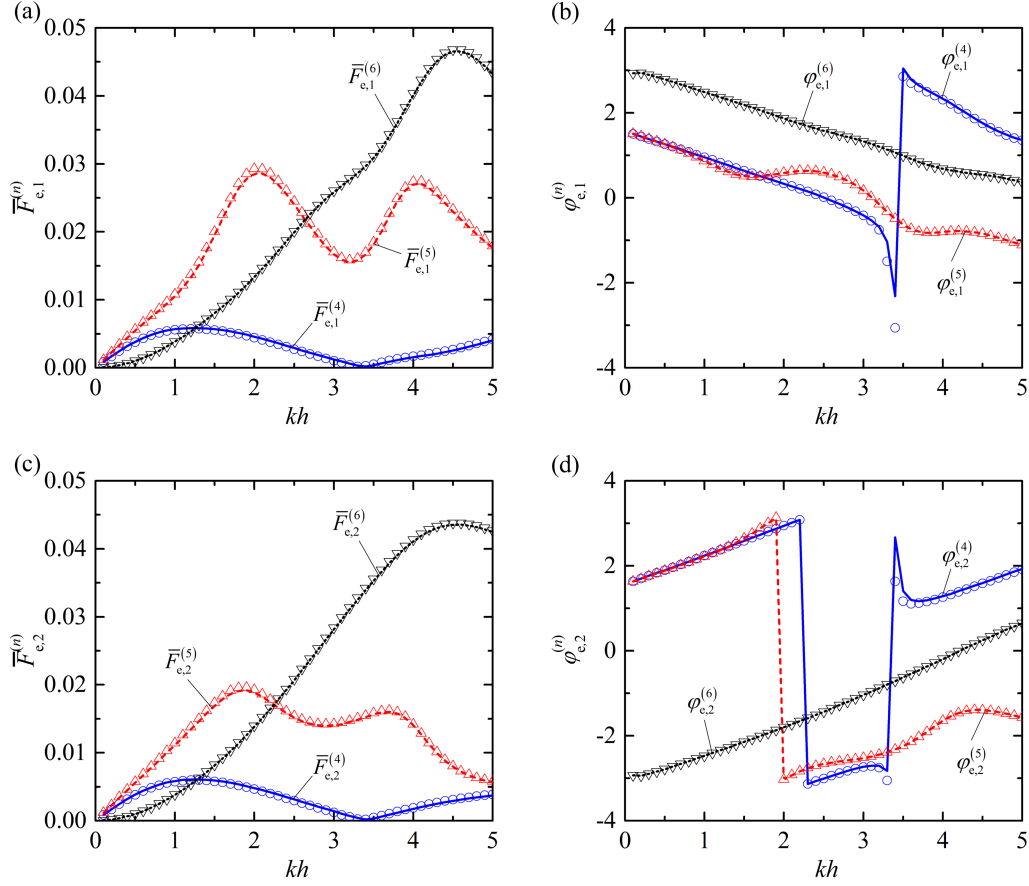 (a)
0.05
0.04
0.03
0.02
0.01
0.00
0 1 2 3 4 5
kh
F̅e,1(n)
F̅e,1(6)
F̅e,1(5)
F̅e,1(4)
(b)
4
2
0
-2
-4
0 1 2 3 4 5
kh
φe,1(n)
φe,1(6)
φe,1(4)
φe,1(5)
(c)
0.05
0.04
0.03
0.02
0.01
0.00
0 1 2 3 4 5
kh
F̅e,2(n)
F̅e,2(6)
F̅e,2(5)
F̅e,2(4)
(d)
4
2
0
-2
-4
0 1 2 3 4 5
kh
φe,2(n)
φe,2(4)
φe,2(6)
φe,2(5)